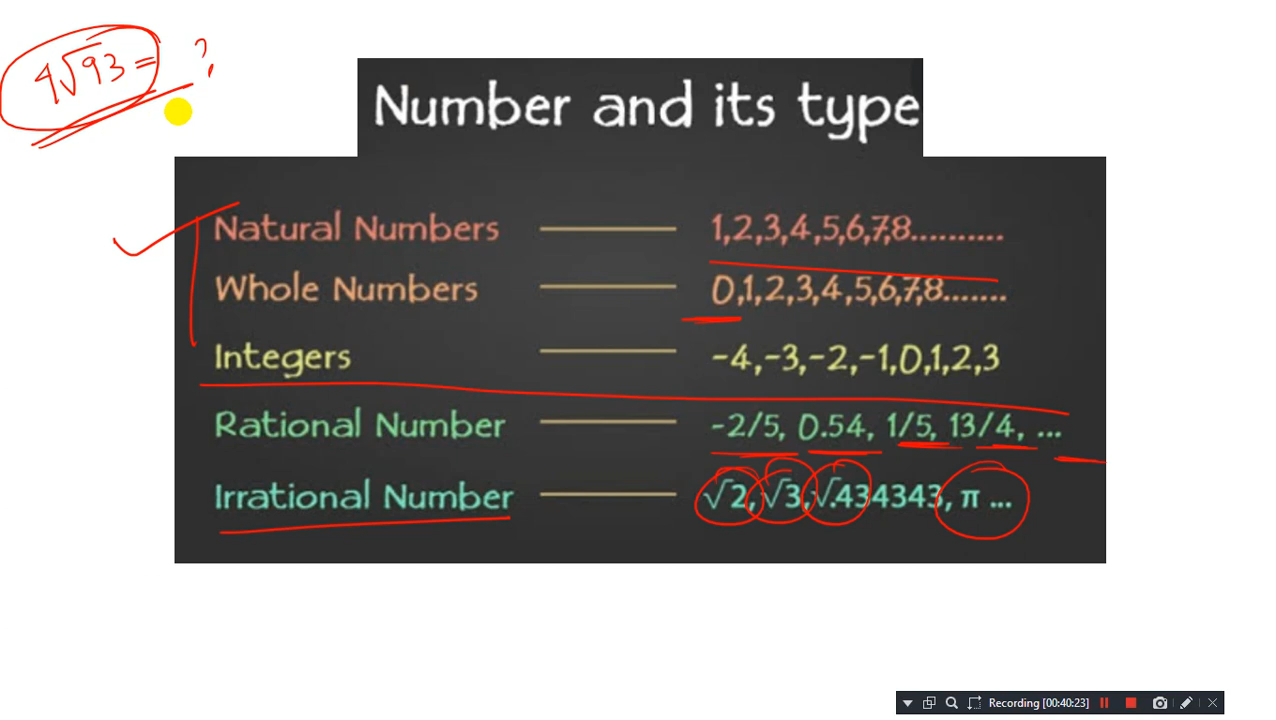 4√93 = ?
Number and its type
Natural Numbers 1,2,3,4,5,6,7,8..........
Whole Numbers 0,1,2,3,4,5,6,7,8.......
Integers -4,-3,-2,-1,0,1,2,3
Rational Number -2/5, 0.54, 1/5, 13/4, ...
Irrational Number √2,√3,√.434343, π ...
Recording [00:40:23]